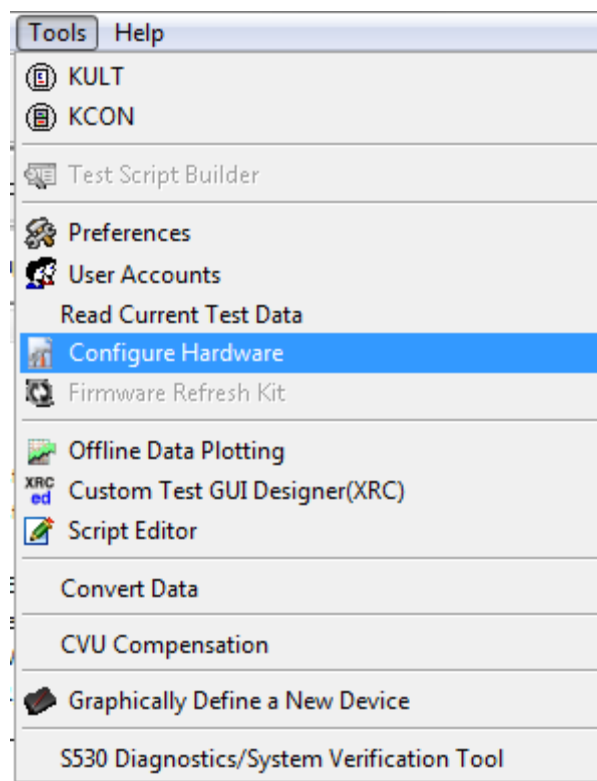 Tools Help
KULT
KCON
Test Script Builder
Preferences
User Accounts
Read Current Test Data
Configure Hardware
Firmware Refresh Kit
Offline Data Plotting
XRC ed Custom Test GUI Designer(XRC)
Script Editor
Convert Data
CVU Compensation
Graphically Define a New Device
S530 Diagnostics/System Verification Tool